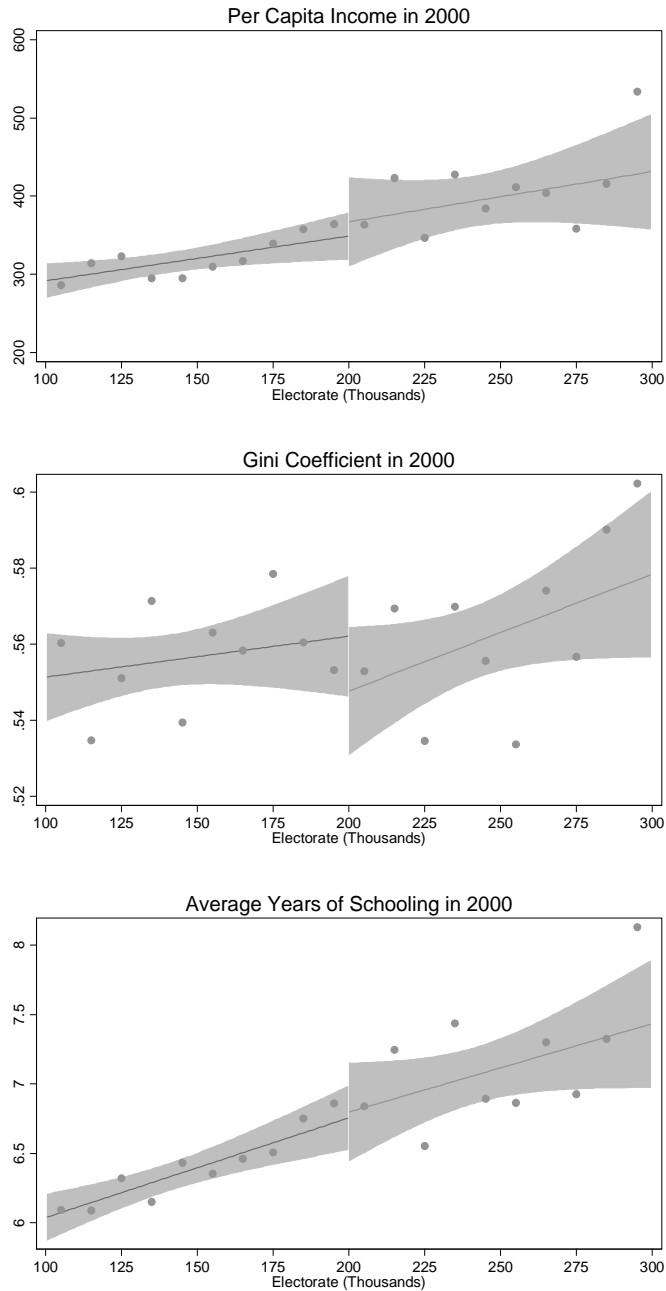 Per Capita Income in 2000
600
500
400
300
200
100 125 150 175 200 225 250 275 300
Electorate (Thousands)
Gini Coefficient in 2000
.6
.58
.56
.54
.52
100 125 150 175 200 225 250 275 300
Electorate (Thousands)
Average Years of Schooling in 2000
8
7.5
7
6.5
6
100 125 150 175 200 225 250 275 300
Electorate (Thousands)